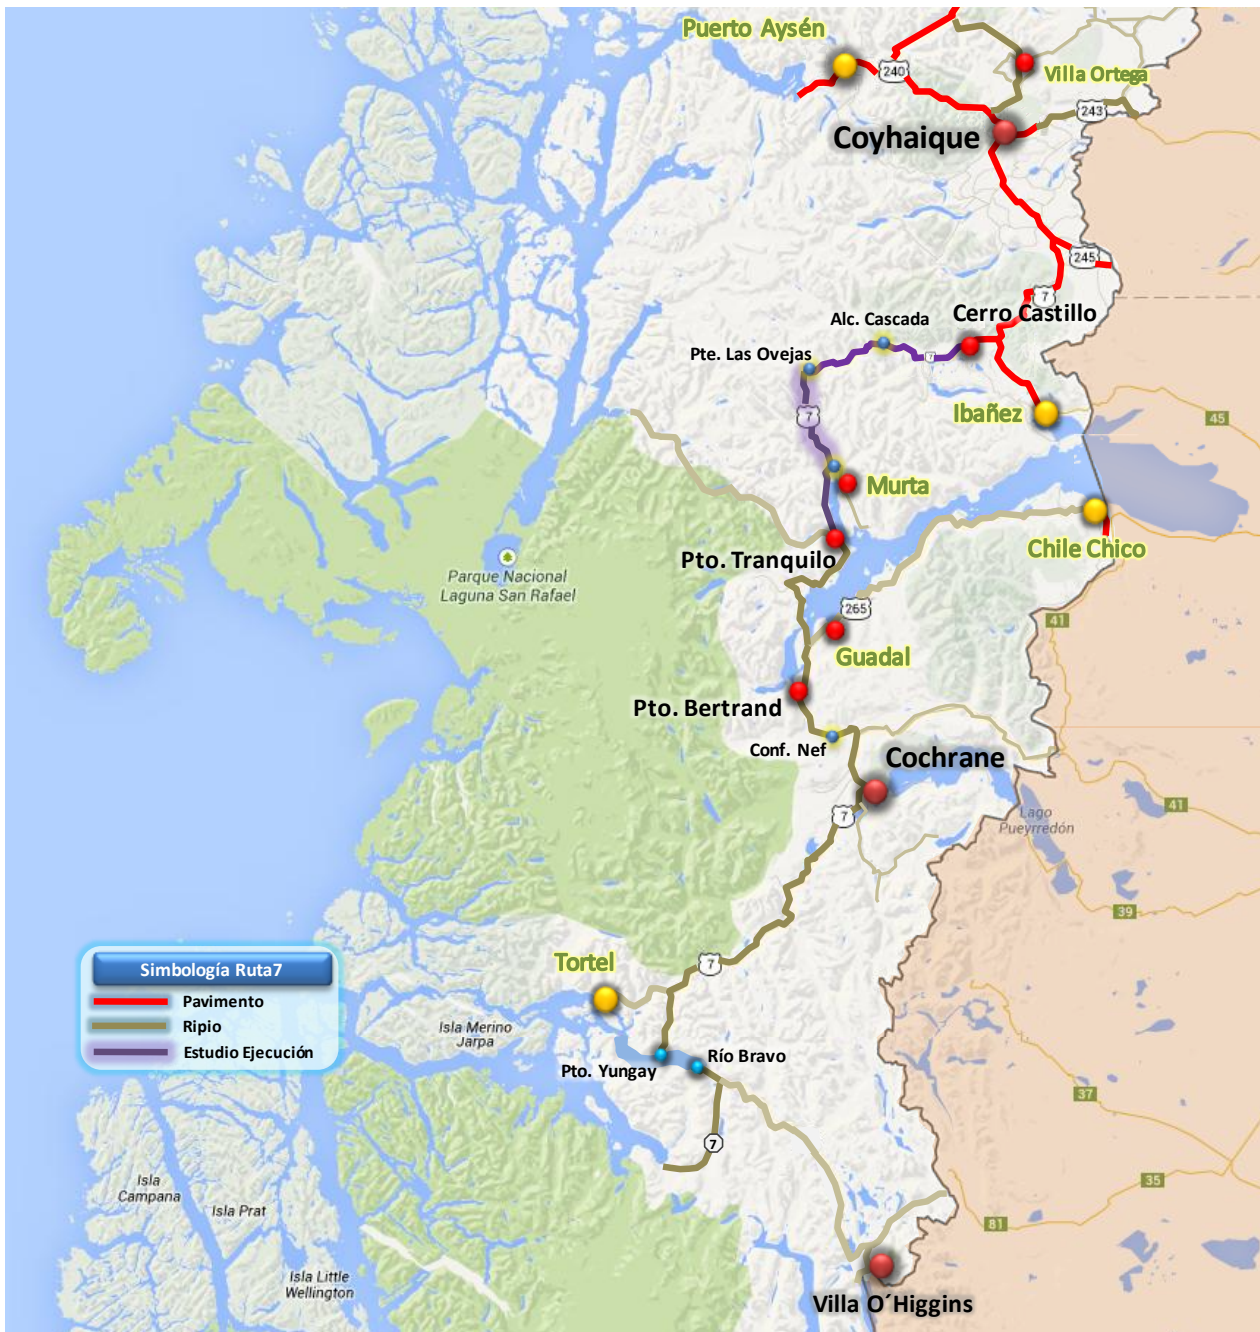 Puerto Aysén
240
Villa Ortega
243
Coyhaique
245
7
Cerro Castillo
Alc. Cascada
Pte. Las Ovejas
7
7
Ibañez
45
Murta
Chile Chico
Pto. Tranquilo
Parque Nacional
Laguna San Rafael
265
41
Guadal
Pto. Bertrand
Conf. Nef
Cochrane
7
Lago
Pueyrredón
41
39
Tortel
7
Simbología Ruta7
Pavimento
Ripio
Estudio Ejecución
Isla Merino
Jarpa
Río Bravo
Pto. Yungay
37
7
Isla
Campana
Isla Prat
35
81
Isla Little
Wellington
Villa O´Higgins